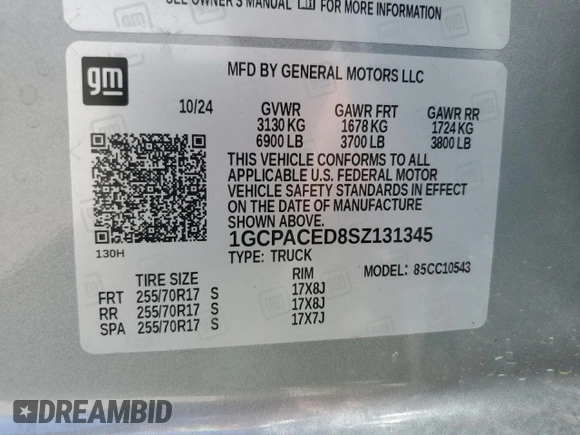 SEE OWNER'S MANUAL FOR MORE INFORMATION
gm
MFD BY GENERAL MOTORS LLC
10/24 GVWR GAWR FRT GAWR RR
3130 KG 1678 KG 1724 KG
6900 LB 3700 LB 3800 LB
THIS VEHICLE CONFORMS TO ALL
APPLICABLE U.S. FEDERAL MOTOR
VEHICLE SAFETY STANDARDS IN EFFECT
ON THE DATE OF MANUFACTURE
SHOWN ABOVE.
1GCPACED8SZ131345
130H
TYPE: TRUCK
MODEL: 85CC10543
TIRE SIZE RIM
FRT 255/70R17 S 17X8J
RR 255/70R17 S 17X8J
SPA 255/70R17 S 17X7J
DREAMBID